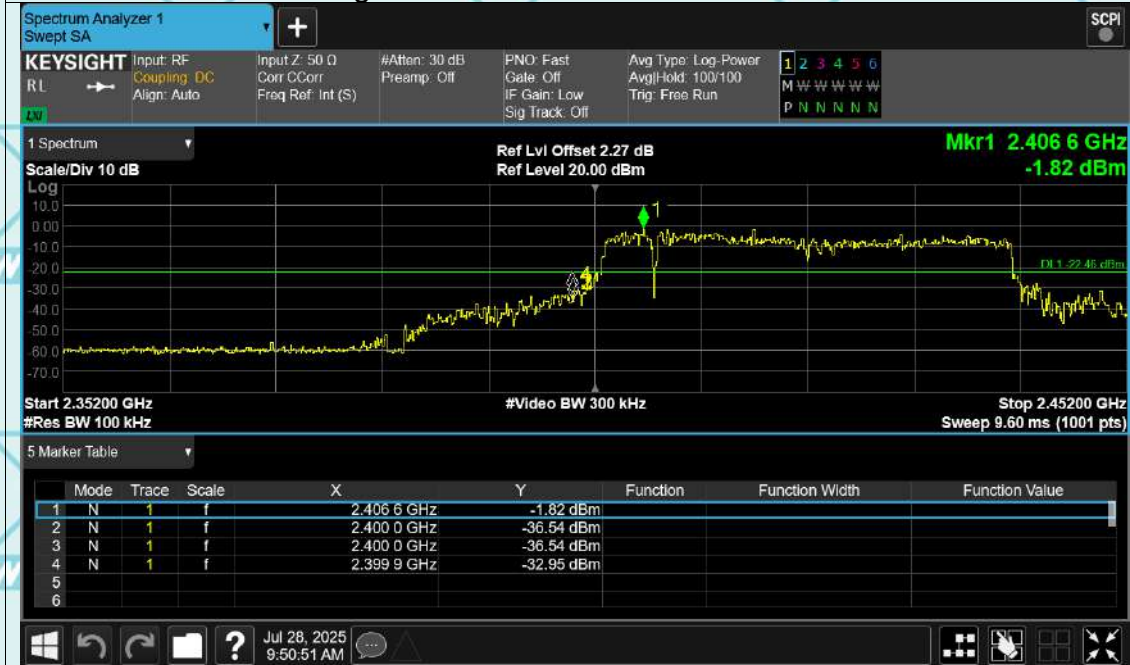 Spectrum Analyzer 1
Swept SA
+
SCPI
KEYSIGHT Input: RF
RL Coupling: DC
Align: Auto
LXI
Input Z: 50 Ω
Corr CCorr
Freq Ref: Int (S)
#Atten: 30 dB
Preamp: Off
PNO: Fast
Gate: Off
IF Gain: Low
Sig Track: Off
Avg Type: Log-Power
Avg|Hold: 100/100
Trig: Free Run
1 2 3 4 5 6
M W W W W W
P N N N N N
1 Spectrum
Scale/Div 10 dB
Ref Lvl Offset 2.27 dB
Ref Level 20.00 dBm
Mkr1 2.406 6 GHz
-1.82 dBm
Log
10.0
0.00
-10.0
-20.0
-30.0
-40.0
-50.0
-60.0
-70.0
1
DL1 -22.46 dBm
Start 2.35200 GHz #Video BW 300 kHz Stop 2.45200 GHz
#Res BW 100 kHz Sweep 9.60 ms (1001 pts)
5 Marker Table
Mode Trace Scale X Y Function Function Width Function Value
1 N 1 f 2.406 6 GHz -1.82 dBm
2 N 1 f 2.400 0 GHz -36.54 dBm
3 N 1 f 2.400 0 GHz -36.54 dBm
4 N 1 f 2.399 9 GHz -32.95 dBm
5
6
? Jul 28, 2025
9:50:51 AM